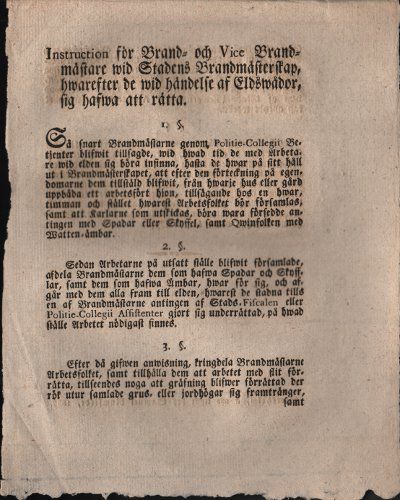 Instruction för Brand- och Vice Brand-
mästare wid Stadens Brandmästerskap,
hwarefter de wid händelse af Eldswådor,
sig hafwa att rätta.
1. §.
Så snart Brandmästarne genom Politie-Collegii Be-
tjenter blifwit tillsagde, wid hwad tid de med Arbeta-
re wid elden sig böra infinna, hasta de hwar på sitt håll
ut i Brandmästerskapet, att efter den förteckning på egen-
domarne dem tillstäld blifwit, från hwarje hus eller gård
uppbåda ett arbetsfört hjon, tillsägande hos en hwar,
timman och stället hwarest Arbetsfolket bör församlas,
samt att Karlarne som utskickas, böra wara försedde an-
tingen med Spadar eller Skyffel, samt Qwinfolken med
Watten-ämbar.
2. §.
Sedan Arbetarne på utsatt ställe blifwit församlade,
afdela Brandmästarne dem som hafwa Spadar och Skyff-
lar, samt dem som hafwa Ämbar, hwar för sig, och af-
går med dem alla fram till elden, hwarest de stadna tills
en af Brandmästarne antingen af Stads-Fiscalen eller
Politie-Collegii Assistenter gjort sig underrättad, på hwad
ställe Arbetet nödigast finnes.
3. §.
Efter då gifwen anwisning, kringdela Brandmästarne
Arbetsfolket, samt tillhålla dem att arbetet med flit för-
rätta, tillseendes noga att gräfning blifwer förrättad der
rök utur samlade grus- eller jordhögar sig framtränger,
samt